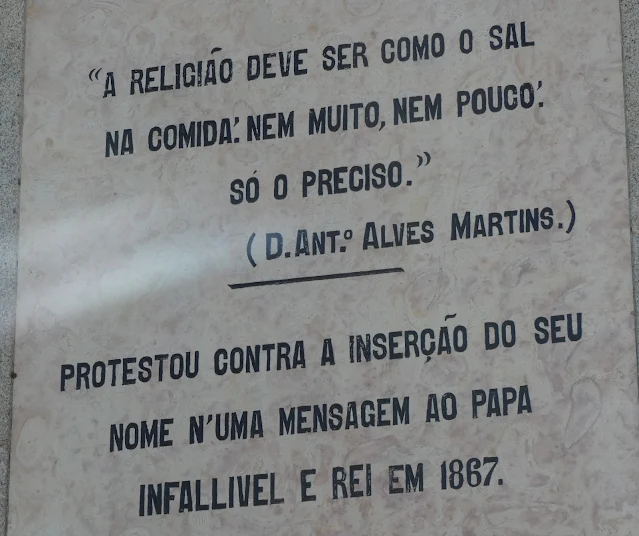 “A RELIGIÃO DEVE SER COMO O SAL
NA COMIDA: NEM MUITO, NEM POUCO:
SÓ O PRECISO.”
(D. ANT.º ALVES MARTINS.)
PROTESTOU CONTRA A INSERÇÃO DO SEU
NOME N'UMA MENSAGEM AO PAPA
INFALLIVEL E REI EM 1867.